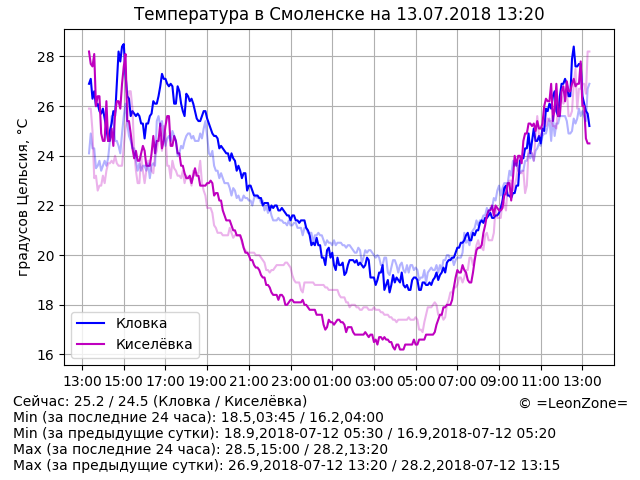 Температура в Смоленске на 13.07.2018 13:20
28
26
24
22
20
18
16
градусов Цельсия, °C
Кловка
Киселёвка
13:00 15:00 17:00 19:00 21:00 23:00 01:00 03:00 05:00 07:00 09:00 11:00 13:00
Сейчас: 25.2 / 24.5 (Кловка / Киселёвка)
© =LeonZone=
Min (за последние 24 часа): 18.5,03:45 / 16.2,04:00
Min (за предыдущие сутки): 18.9,2018-07-12 05:30 / 16.9,2018-07-12 05:20
Max (за последние 24 часа): 28.5,15:00 / 28.2,13:20
Max (за предыдущие сутки): 26.9,2018-07-12 13:20 / 28.2,2018-07-12 13:15